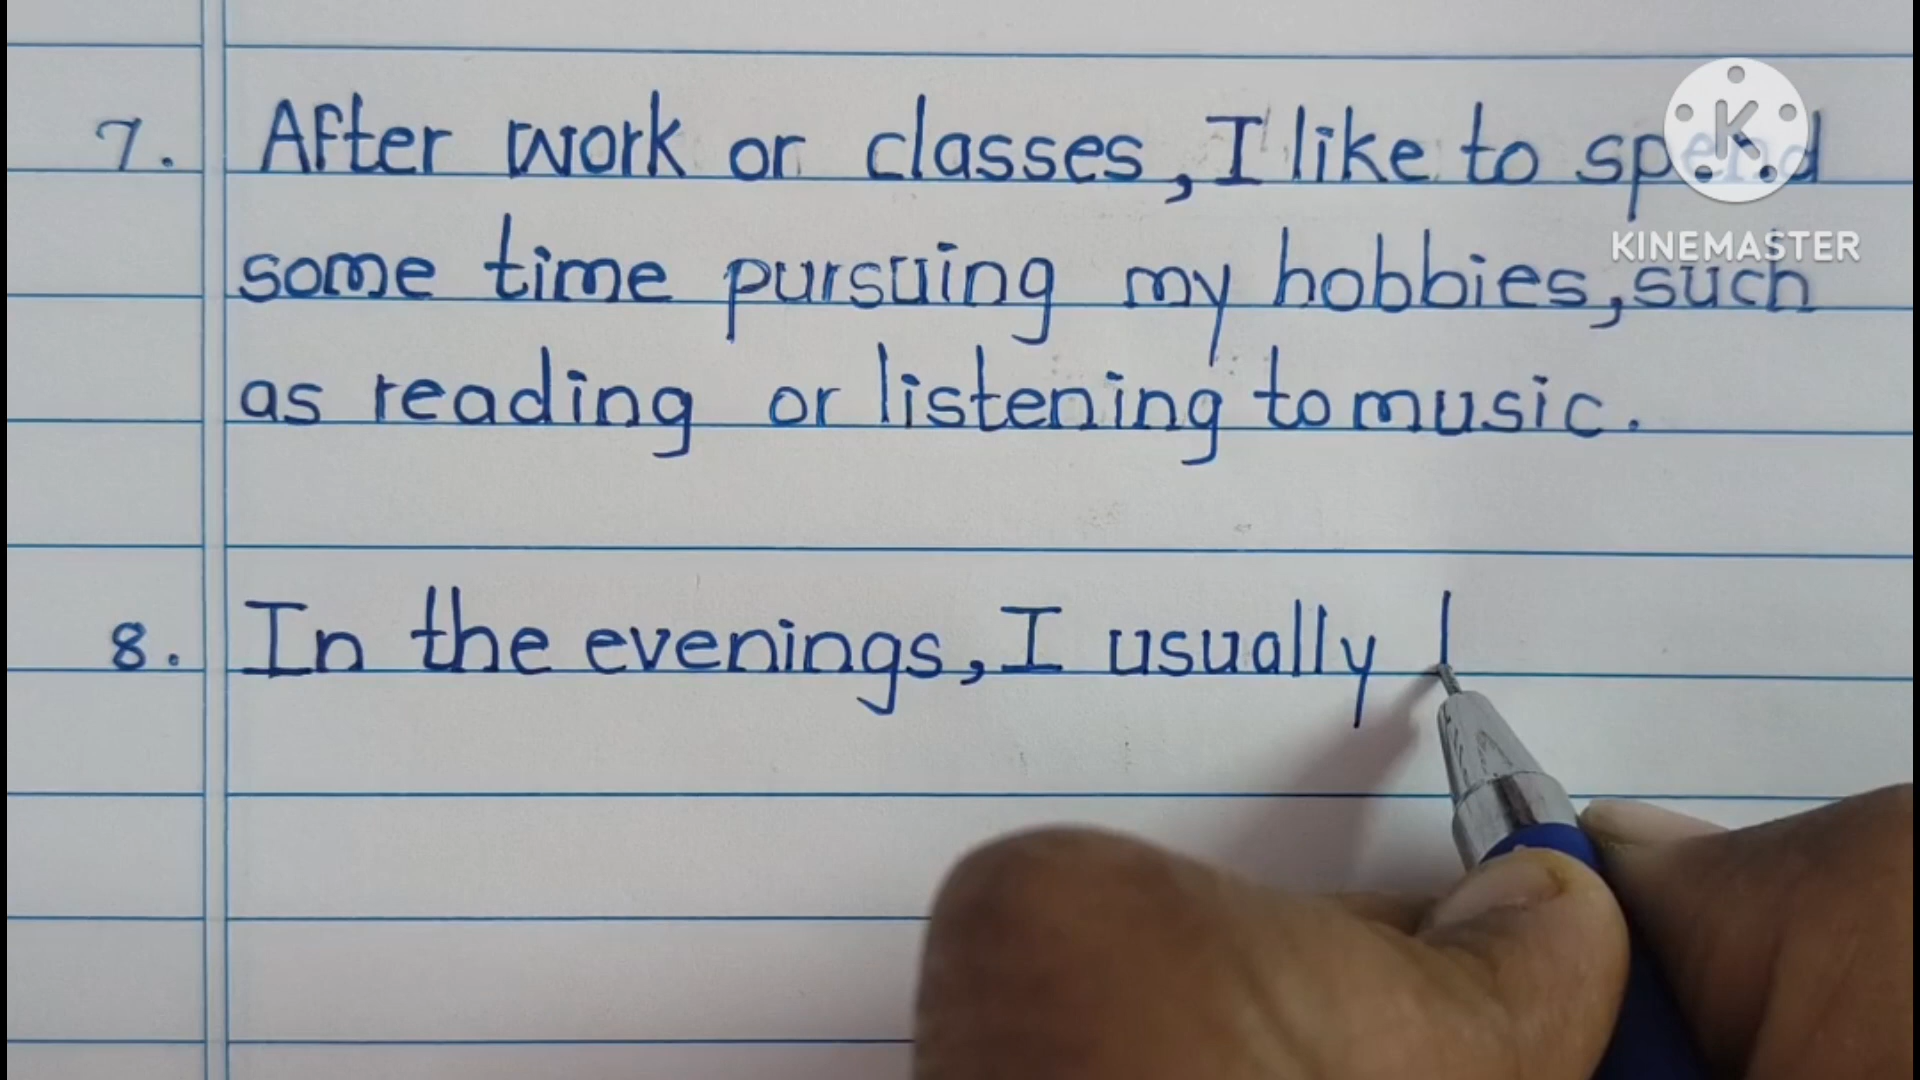 7. After work or classes, I like to spend
some time pursuing my hobbies, such
as reading or listening to music.
8. In the evenings, I usually
K
KINEMASTER